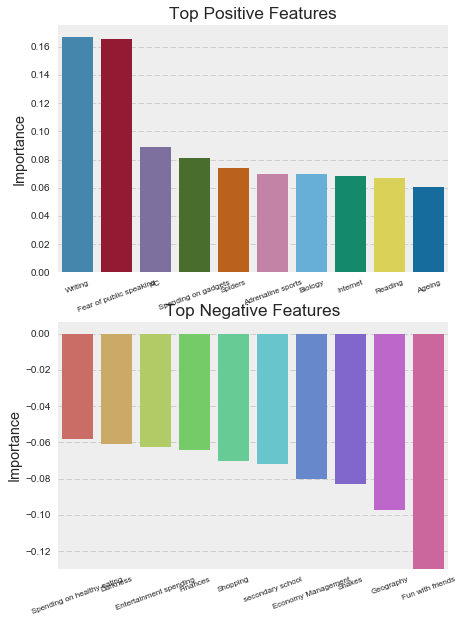 Top Positive Features
Importance
0.16
0.14
0.12
0.10
0.08
0.06
0.04
0.02
0.00
Writing
Fear of public speaking
PC
Spending on gadgets
Spiders
Adrenaline sports
Biology
Internet
Reading
Ageing
Top Negative Features
Importance
0.00
−0.02
−0.04
−0.06
−0.08
−0.10
−0.12
Spending on healthy eating
Darkness
Entertainment spending
Finances
Shopping
secondary school
Economy Management
Snakes
Geography
Fun with friends